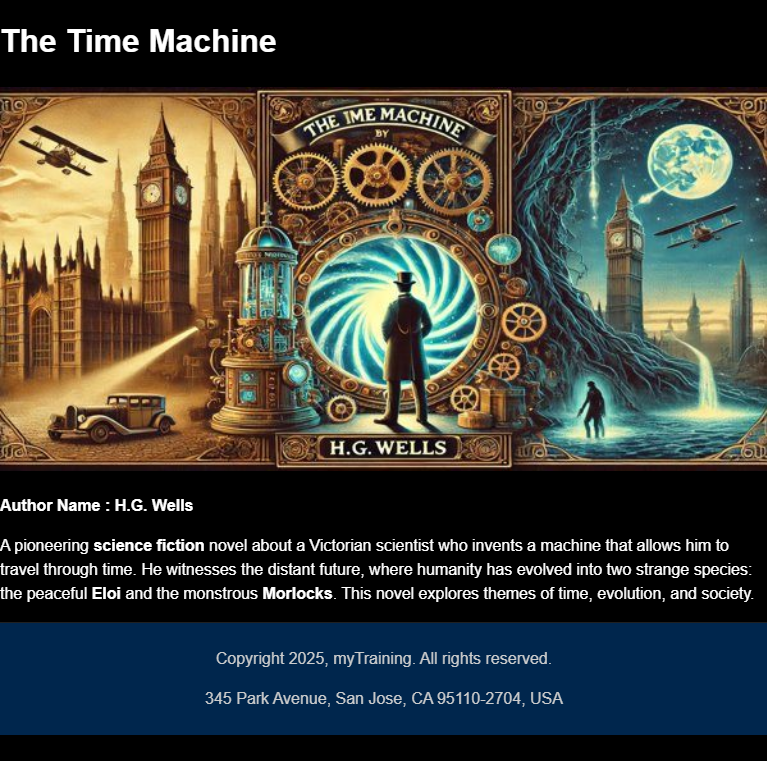 The Time Machine
THE IME MACHINE
BY
H.G. WELLS
Author Name : H.G. Wells
A pioneering science fiction novel about a Victorian scientist who invents a machine that allows him to
travel through time. He witnesses the distant future, where humanity has evolved into two strange species:
the peaceful Eloi and the monstrous Morlocks. This novel explores themes of time, evolution, and society.
Copyright 2025, myTraining. All rights reserved.
345 Park Avenue, San Jose, CA 95110-2704, USA